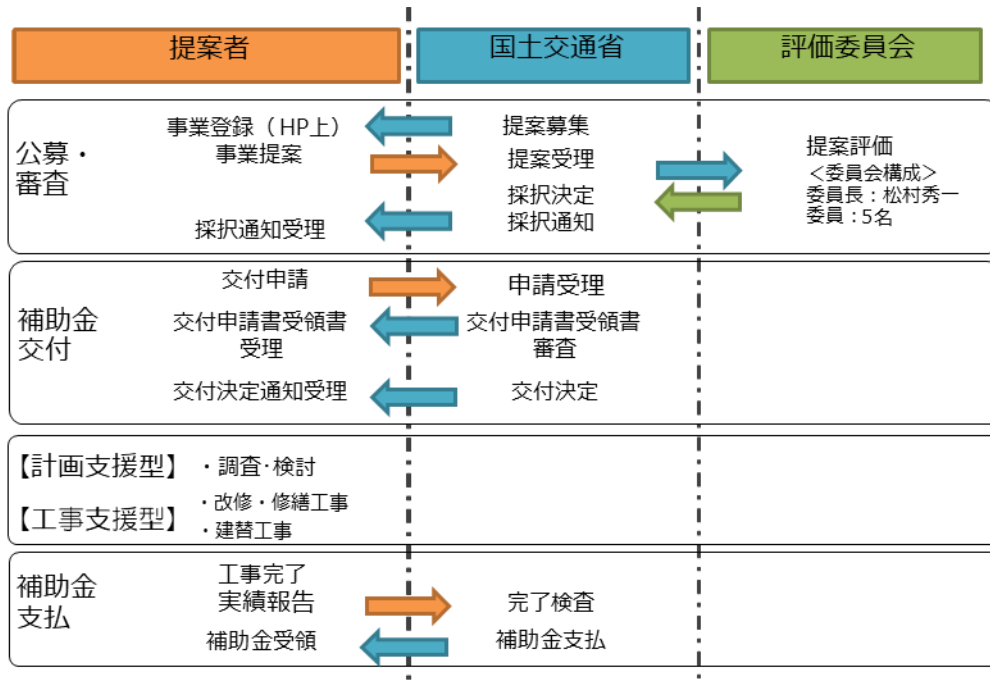 提案者
国土交通省
評価委員会
公募・
審査
事業登録（HP上）
事業提案
採択通知受理
提案募集
提案受理
採択決定
採択通知
提案評価
＜委員会構成＞
委員長：松村秀一
委員：5名
補助金
交付
交付申請
交付申請書受領書
受理
交付決定通知受理
申請受理
交付申請書受領書
審査
交付決定
【計画支援型】 ・調査・検討
【工事支援型】 ・改修・修繕工事
・建替工事
補助金
支払
工事完了
実績報告
補助金受領
完了検査
補助金支払